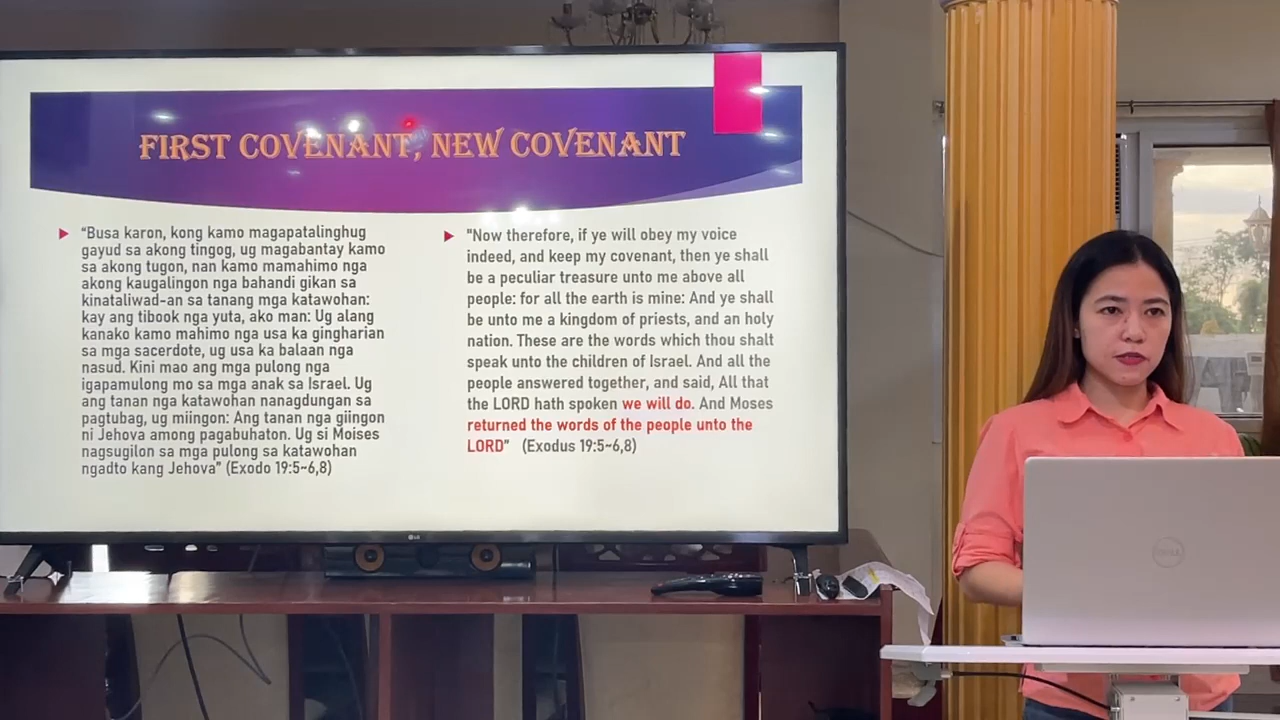 FIRST COVENANT, NEW COVENANT
“Busa karon, kong kamo magapatalinghug
gayud sa akong tingog, ug magabantay kamo
sa akong tugon, nan kamo mamahimo nga
akong kaugalingon nga bahandi gikan sa
kinataliwad-an sa tanang mga katawohan:
kay ang tibook nga yuta, ako man: Ug alang
kanako kamo mahimo nga usa ka gingharian
sa mga sacerdote, ug usa ka balaan nga
nasud. Kini mao ang mga pulong nga
igapamulong mo sa mga anak sa Israel. Ug
ang tanan nga katawohan nanagdungan sa
pagtubag, ug miingon: Ang tanan nga giingon
ni Jehova among pagabuhaton. Ug si Moises
nagsugilon sa mga pulong sa katawohan
ngadto kang Jehova” (Exodo 19:5~6,8)
"Now therefore, if ye will obey my voice
indeed, and keep my covenant, then ye shall
be a peculiar treasure unto me above all
people: for all the earth is mine: And ye shall
be unto me a kingdom of priests, and an holy
nation. These are the words which thou shalt
speak unto the children of Israel. And all the
people answered together, and said, All that
the LORD hath spoken we will do. And Moses
returned the words of the people unto the
LORD” (Exodus 19:5~6,8)
LG
DELL